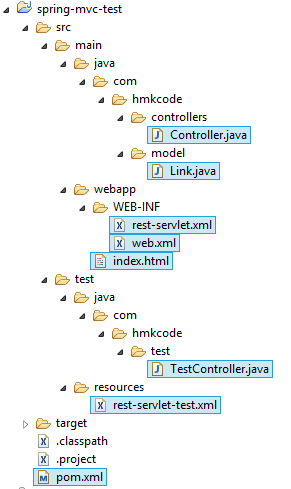 spring-mvc-test
src
main
java
com
hmkcode
controllers
Controller.java
model
Link.java
webapp
WEB-INF
rest-servlet.xml
web.xml
index.html
test
java
com
hmkcode
test
TestController.java
resources
rest-servlet-test.xml
target
.classpath
.project
pom.xml